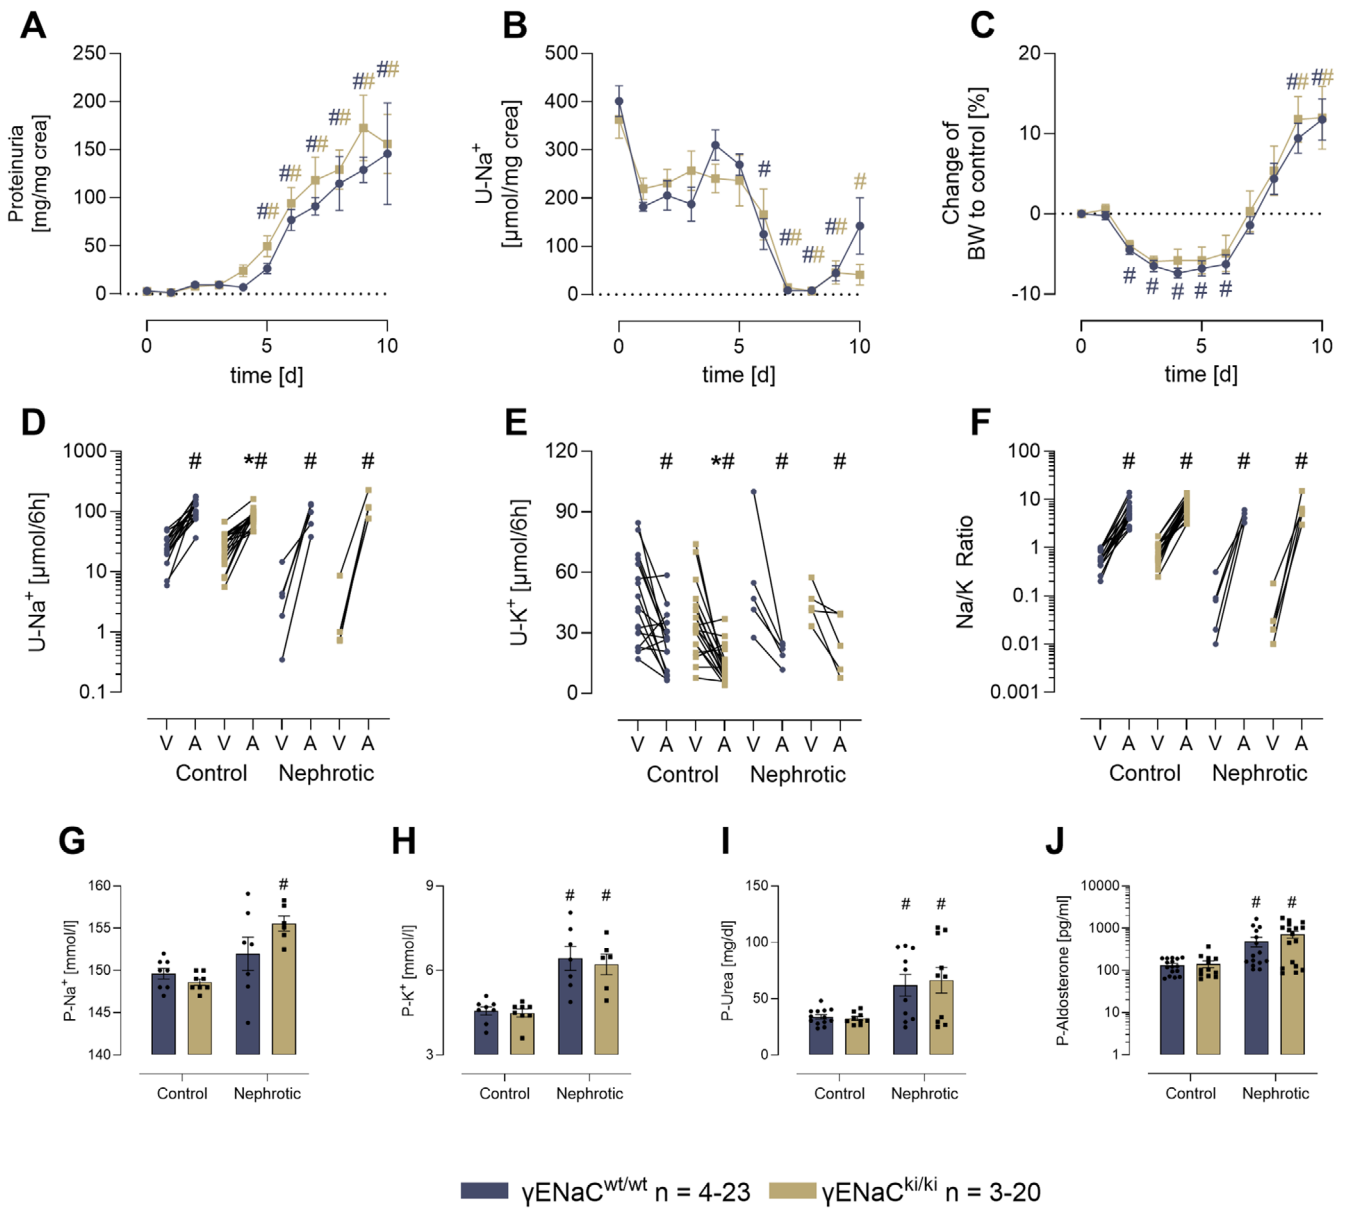 A
250
200
150
100
50
0
Proteinuria
[mg/mg crea]
## ## ## ## ## ##
0 5 10
time [d]
B
500
400
300
200
100
0
U-Na+
[µmol/mg crea]
# ## ## ## #
0 5 10
time [d]
C
20
10
0
-10
Change of
BW to control [%]
## ##
# # # # #
0 5 10
time [d]
D
1000
100
10
1
0.1
U-Na+ [µmol/6h]
# *# # #
V A V A V A V A
Control Nephrotic
E
120
90
60
30
0
U-K+ [µmol/6h]
# *# # #
V A V A V A V A
Control Nephrotic
F
100
10
1
0.1
0.01
0.001
Na/K Ratio
# # # #
V A V A V A V A
Control Nephrotic
G
160
155
150
145
140
P-Na+ [mmol/l]
#
Control Nephrotic
H
9
6
3
P-K+ [mmol/l]
# #
Control Nephrotic
I
150
100
50
0
P-Urea [mg/dl]
# #
Control Nephrotic
J
10000
1000
100
10
1
P-Aldosterone [pg/ml]
# #
Control Nephrotic
γENaCwt/wt n = 4-23 γENaCki/ki n = 3-20